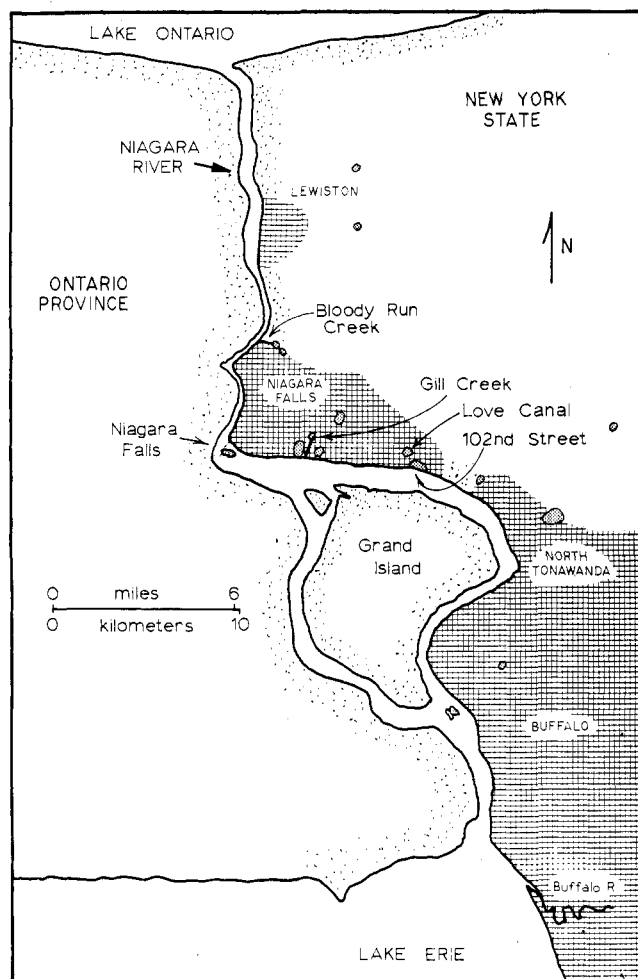 LAKE ONTARIO
NEW YORK
STATE
NIAGARA
RIVER
LEWISTON
N
ONTARIO
PROVINCE
Bloody Run
Creek
NIAGARA
FALLS
Gill Creek
Love Canal
102nd Street
Niagara
Falls
Grand
Island
0 miles 6
0 kilometers 10
NORTH
TONAWANDA
BUFFALO
Buffalo R
LAKE ERIE